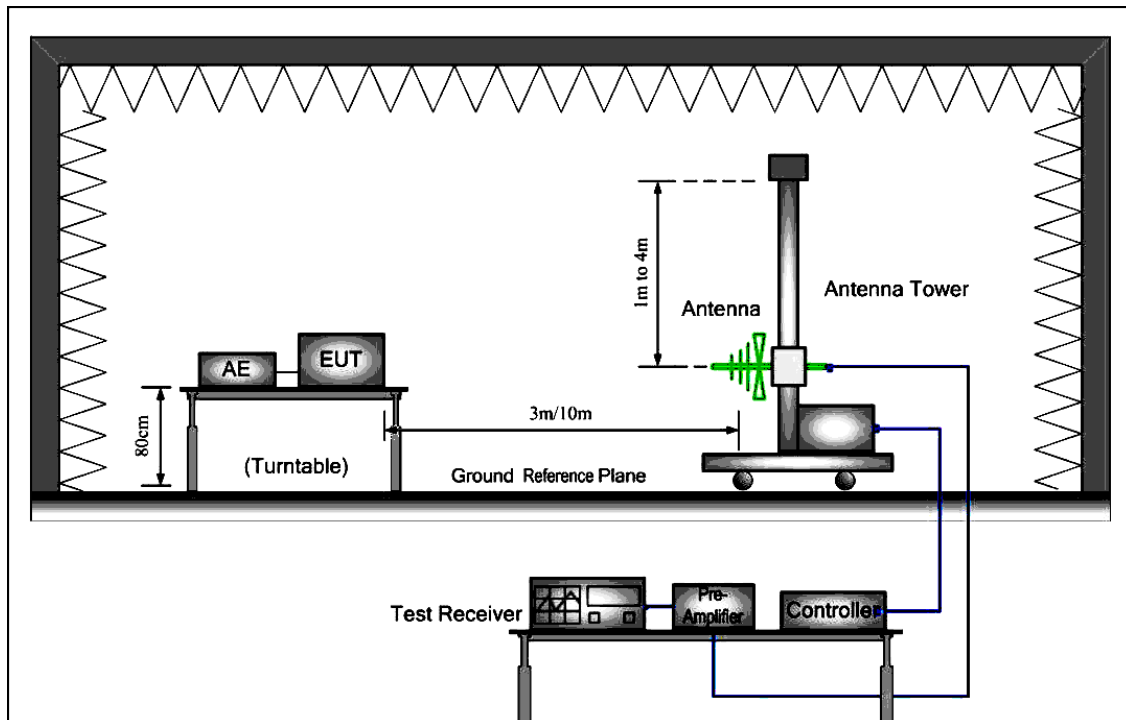 1m to 4m
Antenna
Antenna Tower
AE
EUT
3m/10m
80cm
(Turntable)
Ground Reference Plane
Test Receiver
Pre-
Amplifier
Controller